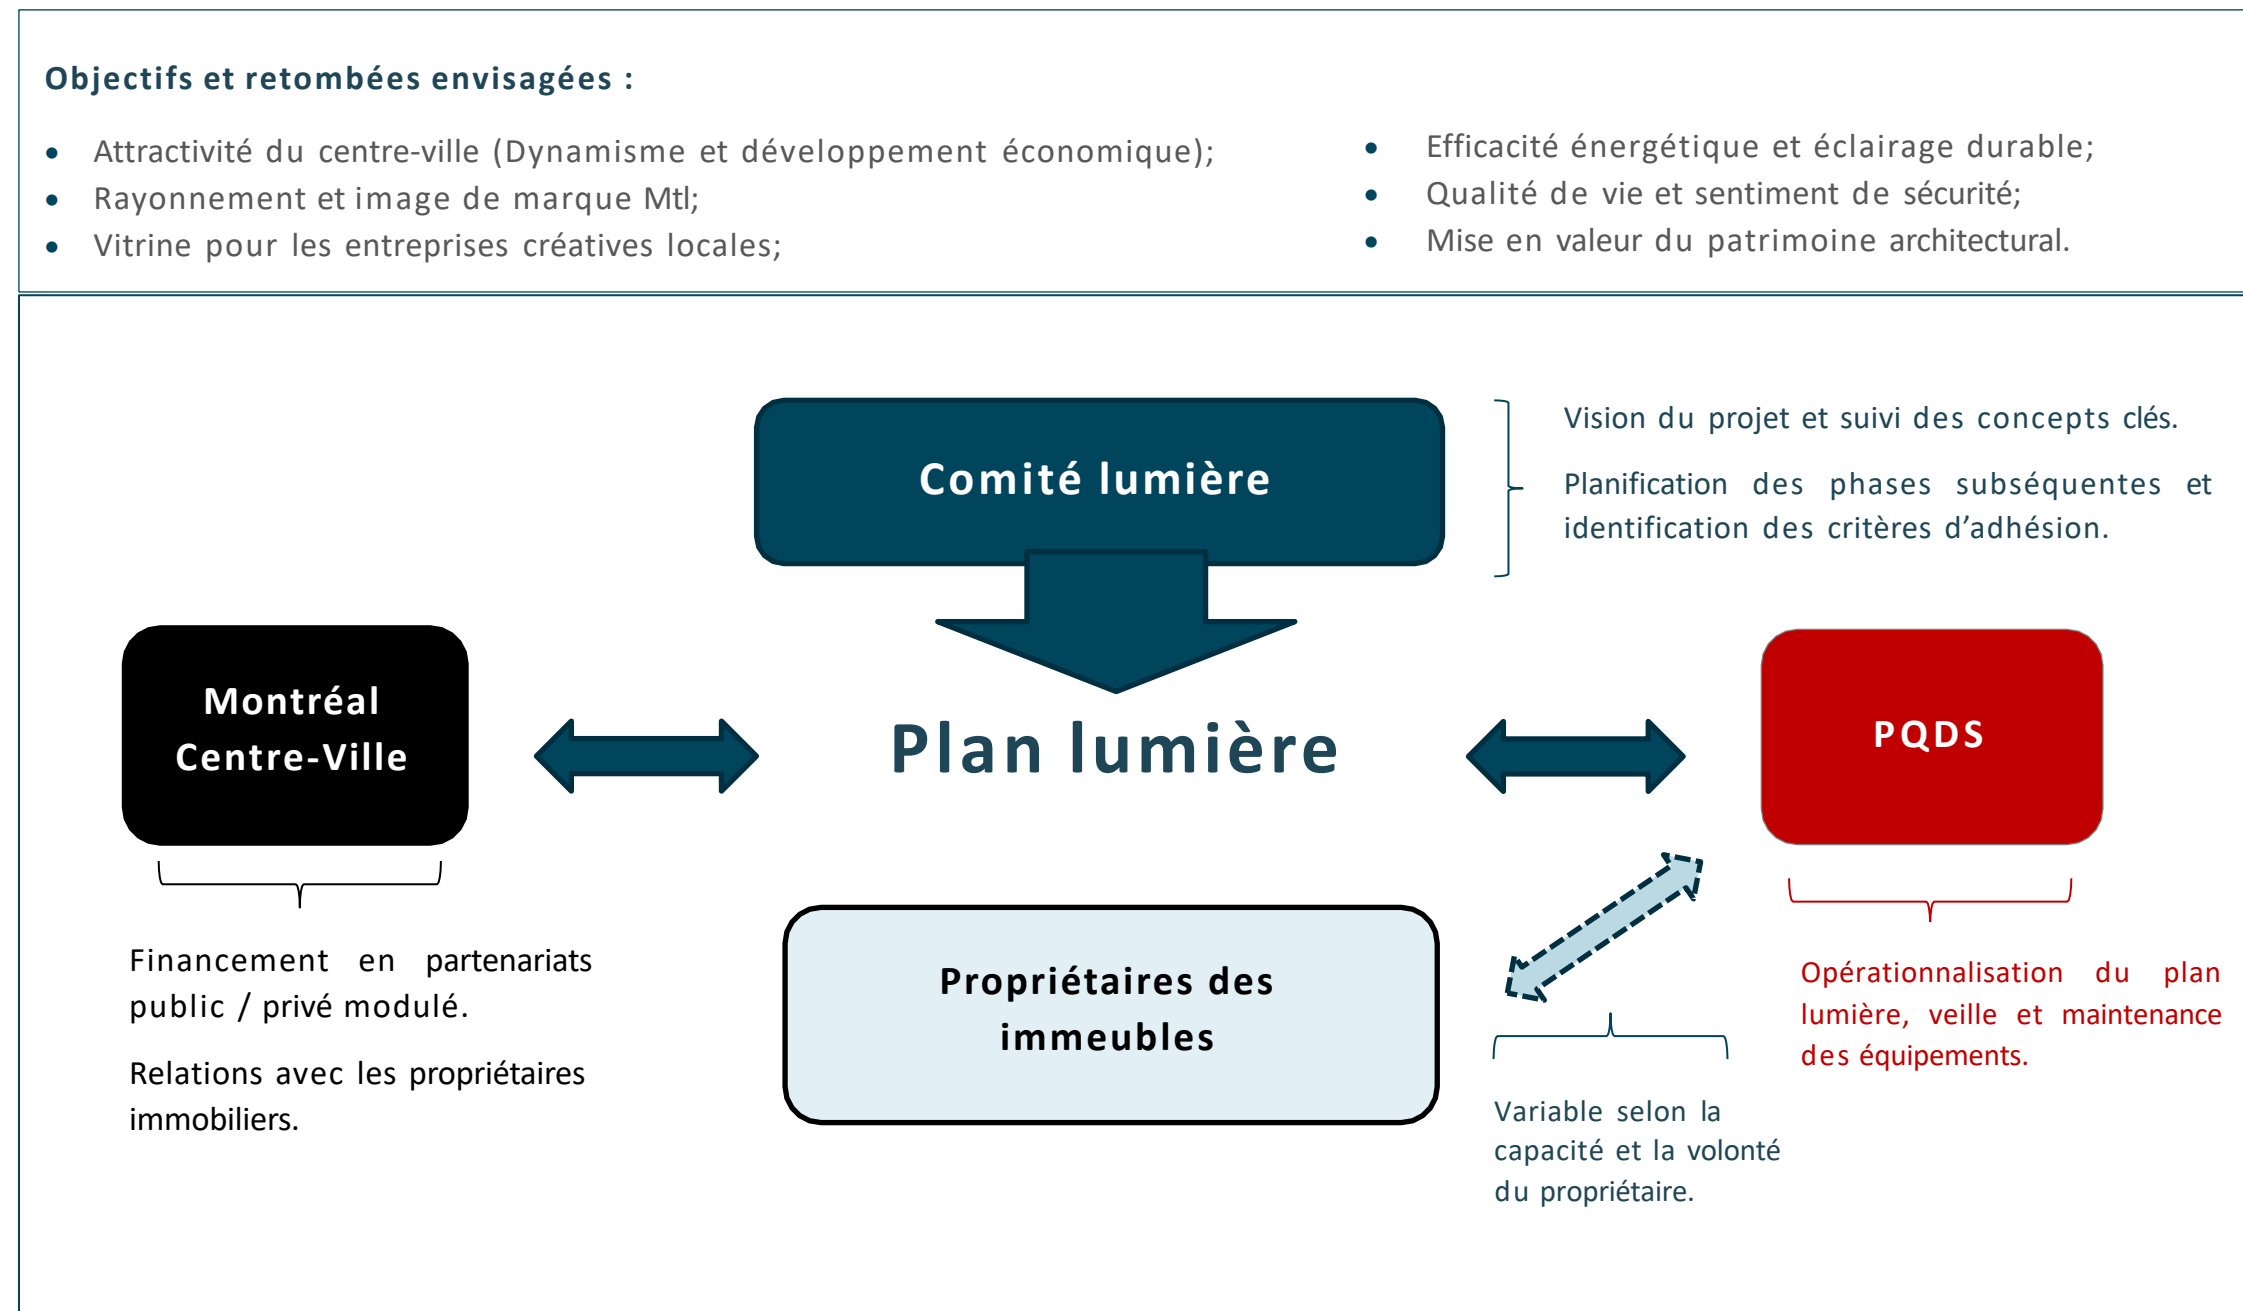 Objectifs et retombées envisagées :
• Attractivité du centre-ville (Dynamisme et développement économique);
• Rayonnement et image de marque Mtl;
• Vitrine pour les entreprises créatives locales;
• Efficacité énergétique et éclairage durable;
• Qualité de vie et sentiment de sécurité;
• Mise en valeur du patrimoine architectural.
Comité lumière
Vision du projet et suivi des concepts clés.
Planification des phases subséquentes et
identification des critères d’adhésion.
Montréal
Centre-Ville
Plan lumière
PQDS
Financement en partenariats
public / privé modulé.
Relations avec les propriétaires
immobiliers.
Propriétaires des
immeubles
Variable selon la
capacité et la volonté
du propriétaire.
Opérationnalisation du plan
lumière, veille et maintenance
des équipements.